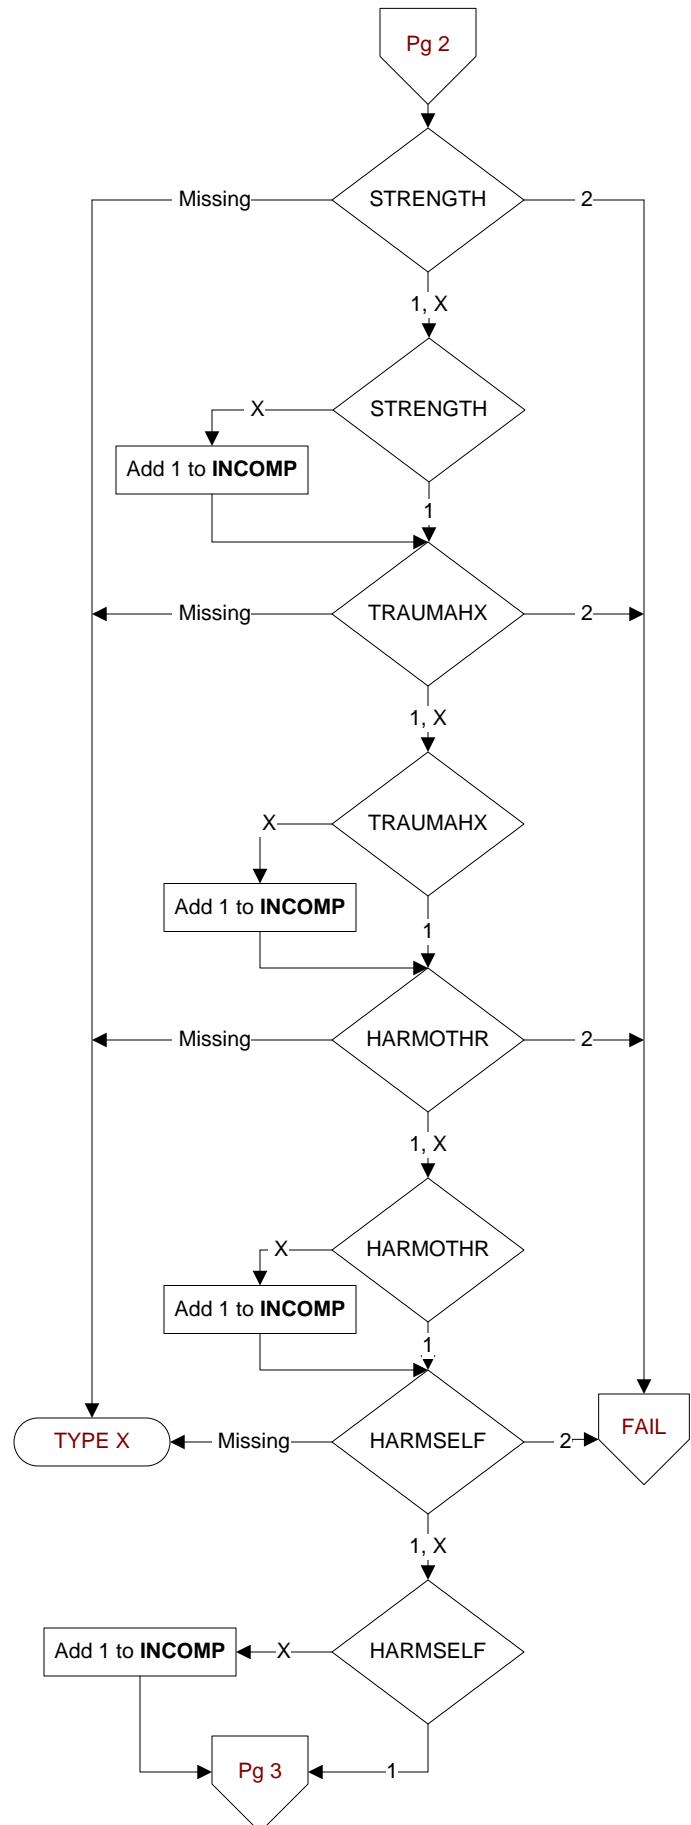 Pg 2
Missing
STRENGTH
2
1, X
STRENGTH
X
Add 1 to INCOMP
1
Missing
TRAUMAHX
2
1, X
TRAUMAHX
X
Add 1 to INCOMP
1
Missing
HARMOTHR
2
1, X
HARMOTHR
X
Add 1 to INCOMP
1
TYPE X
Missing
HARMSELF
2
FAIL
1, X
HARMSELF
X
Add 1 to INCOMP
Pg 3
1